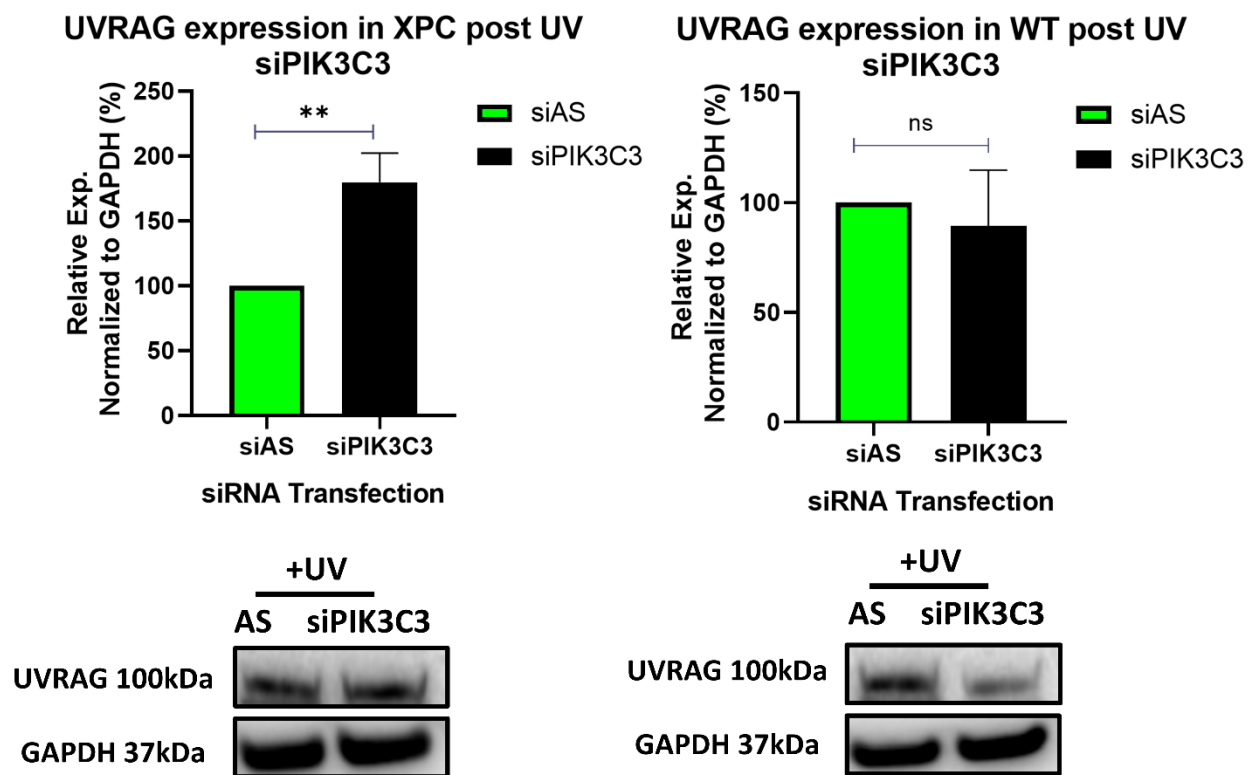 UVRAG expression in XPC post UV
siPIK3C3
Relative Exp.
Normalized to GAPDH (%)
250
200
150
100
50
0
**
siAS
siPIK3C3
siAS
siPIK3C3
siRNA Transfection
+UV
AS siPIK3C3
UVRAG 100kDa
GAPDH 37kDa
UVRAG expression in WT post UV
siPIK3C3
Relative Exp.
Normalized to GAPDH (%)
150
100
50
0
ns
siAS
siPIK3C3
siAS
siPIK3C3
siRNA Transfection
+UV
AS siPIK3C3
UVRAG 100kDa
GAPDH 37kDa